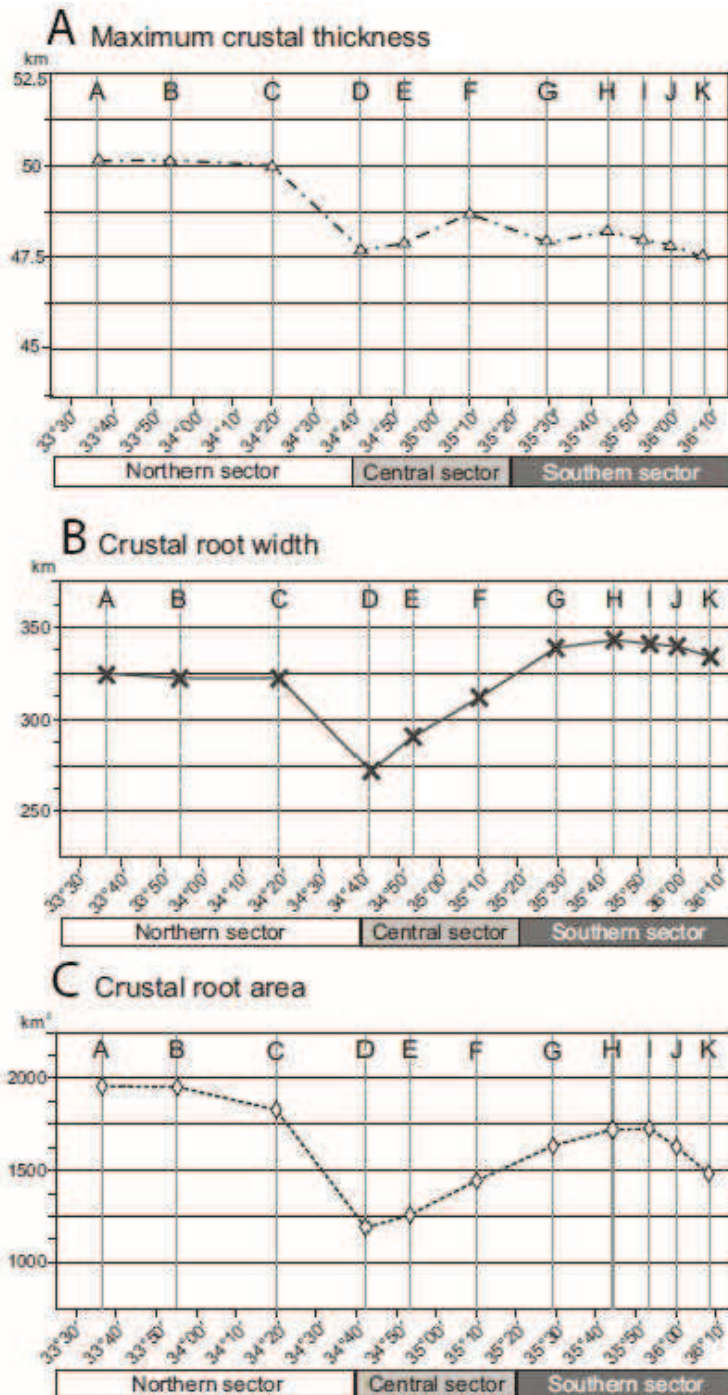 A Maximum crustal thickness
km
52.5
A B C D E F G H I J K
50
47.5
45
33°30' 33°40' 33°50' 34°00' 34°10' 34°20' 34°30' 34°40' 34°50' 35°00' 35°10' 35°20' 35°30' 35°40' 35°50' 36°00' 36°10'
Northern sector Central sector Southern sector
B Crustal root width
km
A B C D E F G H I J K
350
300
250
33°30' 33°40' 33°50' 34°00' 34°10' 34°20' 34°30' 34°40' 34°50' 35°00' 35°10' 35°20' 35°30' 35°40' 35°50' 36°00' 36°10'
Northern sector Central sector Southern sector
C Crustal root area
km²
A B C D E F G H I J K
2000
1500
1000
33°30' 33°40' 33°50' 34°00' 34°10' 34°20' 34°30' 34°40' 34°50' 35°00' 35°10' 35°20' 35°30' 35°40' 35°50' 36°00' 36°10'
Northern sector Central sector Southern sector